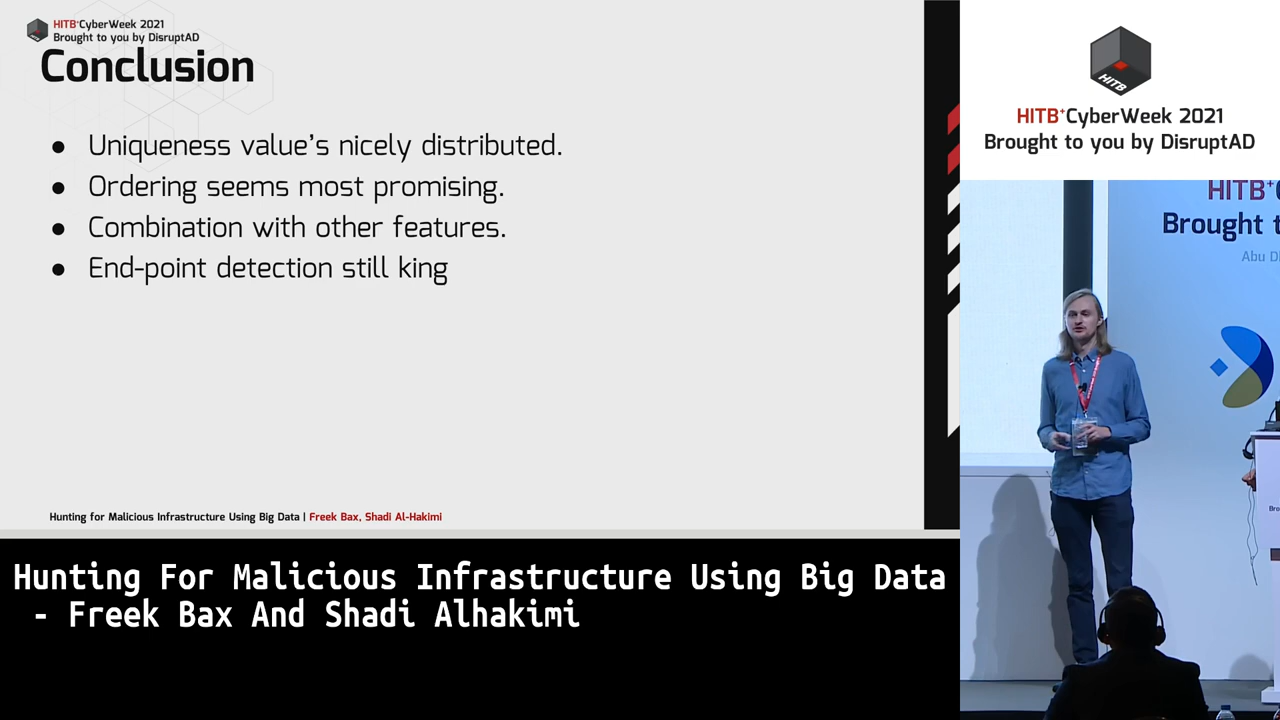 HITB+CyberWeek 2021
Brought to you by DisruptAD
Conclusion
● Uniqueness value's nicely distributed.
● Ordering seems most promising.
● Combination with other features.
● End-point detection still king
Hunting for Malicious Infrastructure Using Big Data | Freek Bax, Shadi Al-Hakimi
Hunting For Malicious Infrastructure Using Big Data
- Freek Bax And Shadi Alhakimi
HITB
HITB+CyberWeek 2021
Brought to you by DisruptAD
HITB+
Brought
Abu